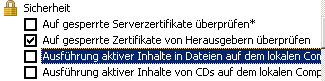 Sicherheit
Auf gesperrte Serverzertifikate überprüfen*
Auf gesperrte Zertifikate von Herausgebern überprüfen
Ausführung aktiver Inhalte in Dateien auf dem lokalen Com
Ausführung aktiver Inhalte von CDs auf dem lokalen Comp